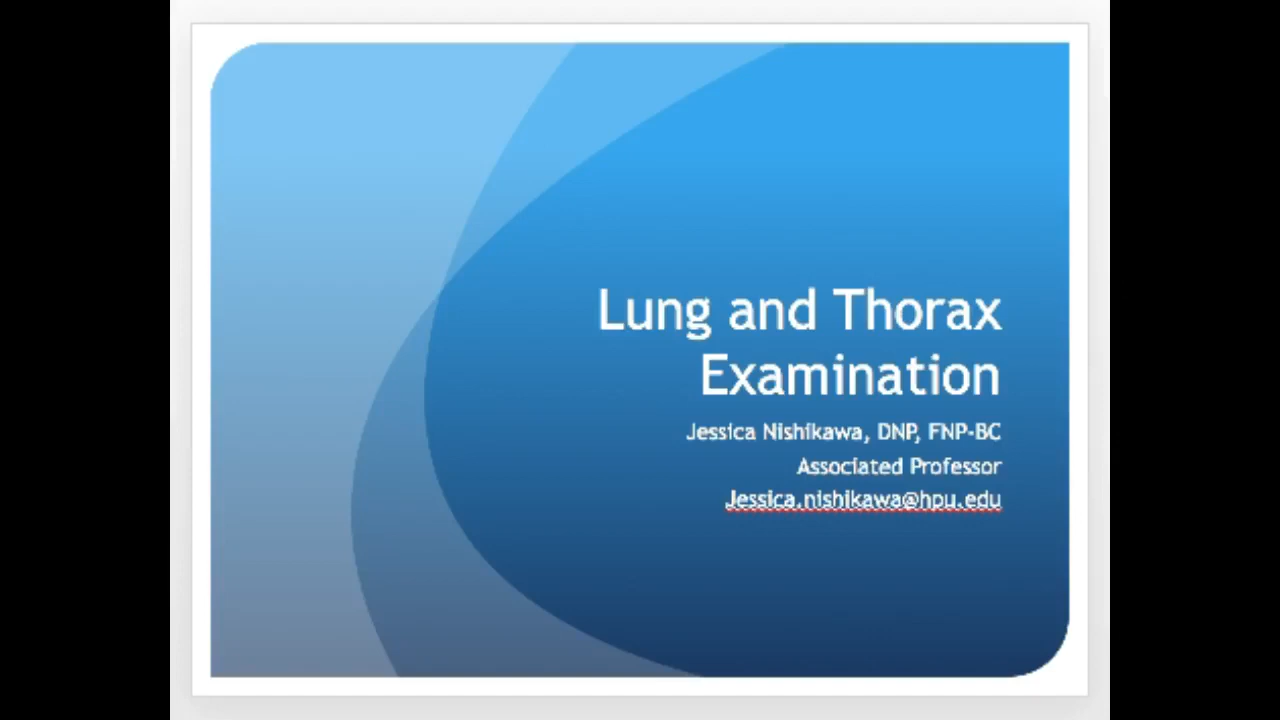 Lung and Thorax
Examination
Jessica Nishikawa, DNP, FNP-BC
Associated Professor
Jessica.nishikawa@hpu.edu